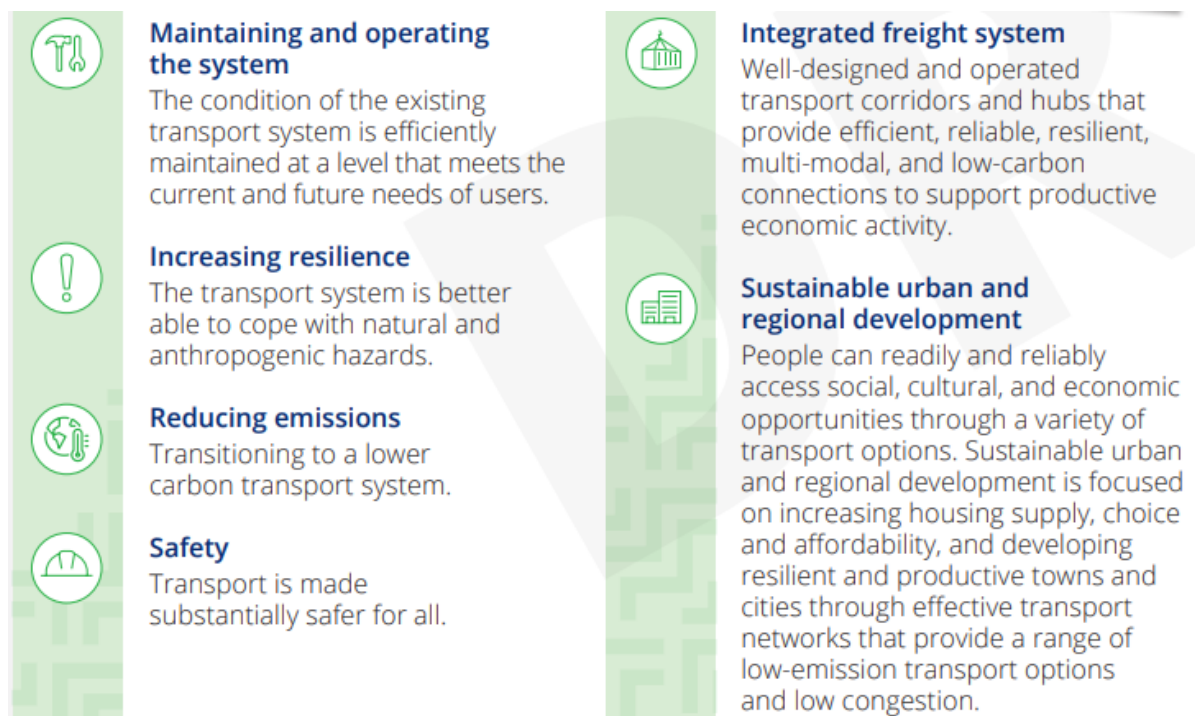 Maintaining and operating
the system
The condition of the existing
transport system is efficiently
maintained at a level that meets the
current and future needs of users.
Increasing resilience
The transport system is better
able to cope with natural and
anthropogenic hazards.
Reducing emissions
Transitioning to a lower
carbon transport system.
Safety
Transport is made
substantially safer for all.
Integrated freight system
Well-designed and operated
transport corridors and hubs that
provide efficient, reliable, resilient,
multi-modal, and low-carbon
connections to support productive
economic activity.
Sustainable urban and
regional development
People can readily and reliably
access social, cultural, and economic
opportunities through a variety of
transport options. Sustainable urban
and regional development is focused
on increasing housing supply, choice
and affordability, and developing
resilient and productive towns and
cities through effective transport
networks that provide a range of
low-emission transport options
and low congestion.